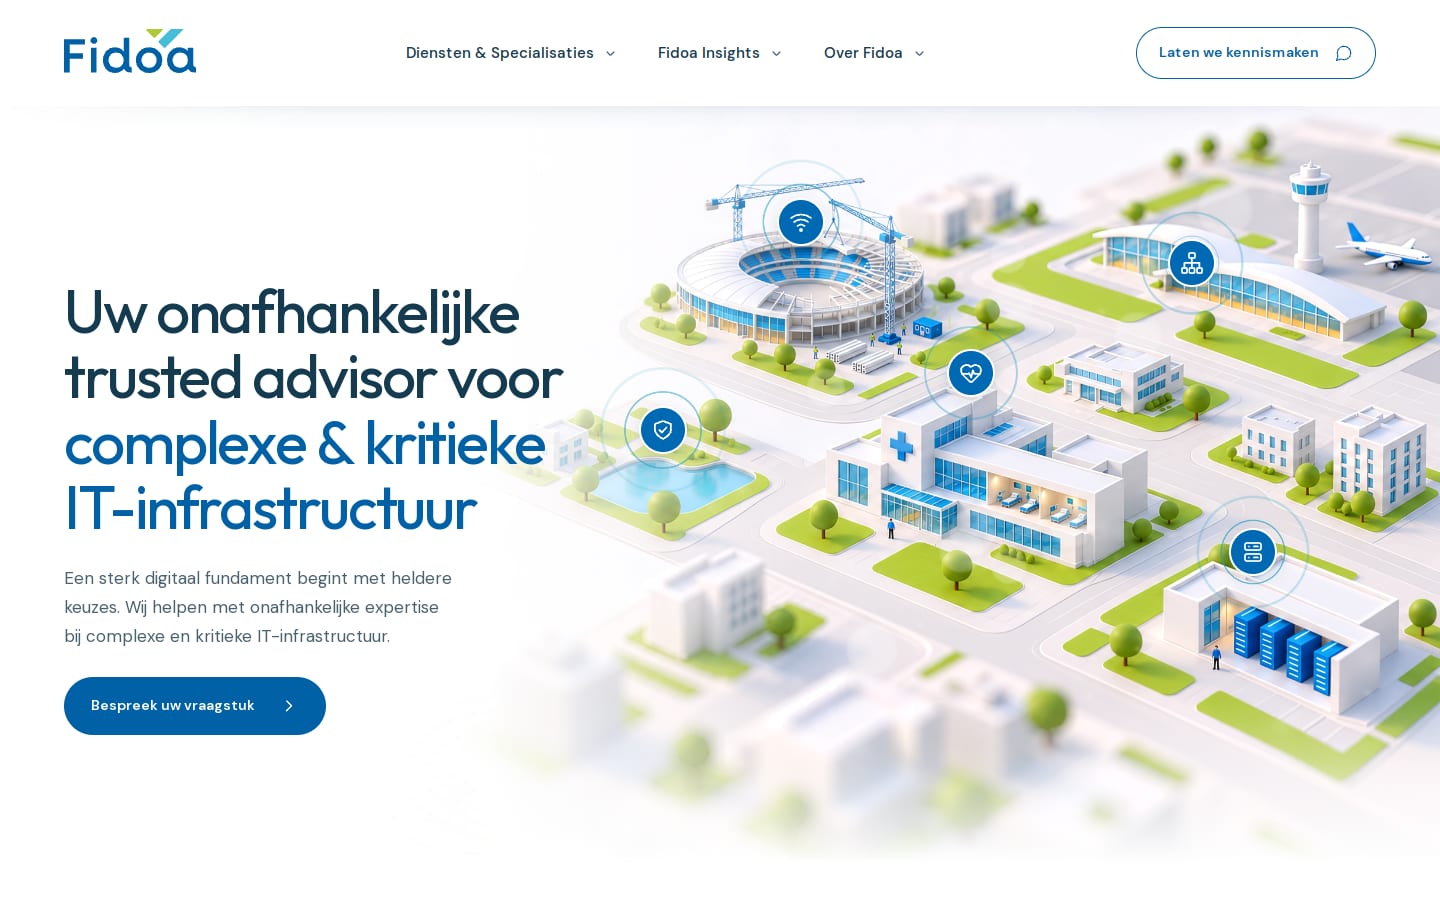 Fidoa
Diensten & Specialisaties
Fidoa Insights
Over Fidoa
Laten we kennismaken
Uw onafhankelijke
trusted advisor voor
complexe & kritieke
IT-infrastructuur
Een sterk digitaal fundament begint met heldere
keuzes. Wij helpen met onafhankelijke expertise
bij complexe en kritieke IT-infrastructuur.
Bespreek uw vraagstuk